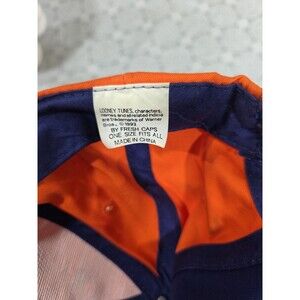 LOONEY TUNES, characters,
names and all related indicia
are trademarks of Warner
Bros. © 1993
BY FRESH CAPS
ONE SIZE FITS ALL
MADE IN CHINA